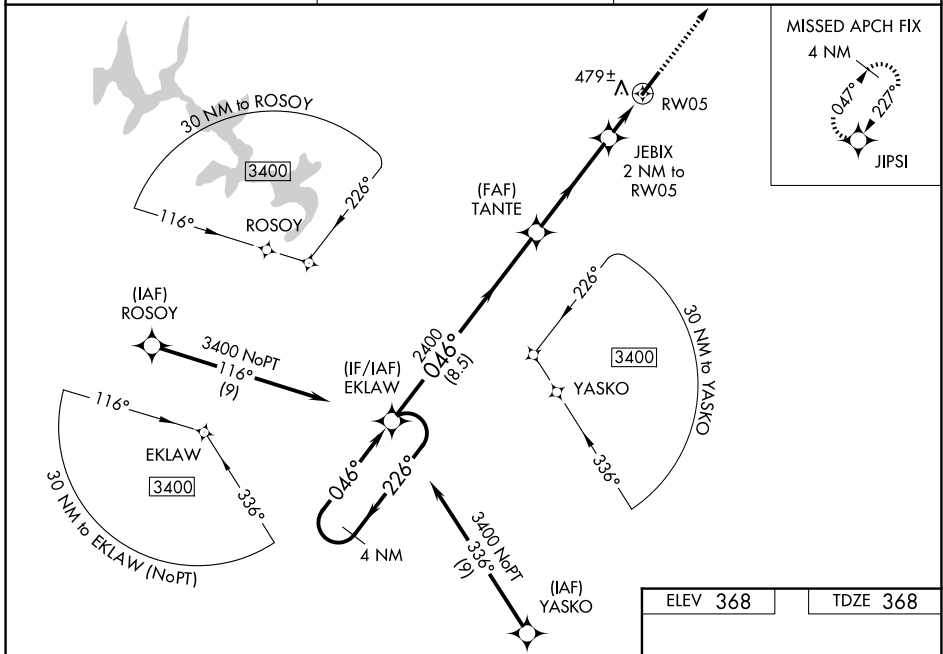 MISSED APCH FIX
4 NM
047°
227°
JIPSI
479±
RW05
JEBIX
2 NM to
RW05
(FAF)
TANTE
30 NM to ROSOY
3400
116°
226°
ROSOY
(IAF)
ROSOY
3400 NoPT
116°
(9)
(IF/IAF)
EKLAW
2400
046°
(8.5)
226°
3400
YASKO
336°
30 NM to YASKO
116°
EKLAW
3400
336°
30 NM to EKLAW (NoPT)
046°
226°
4 NM
3400 NoPT
336°
(9)
(IAF)
YASKO
ELEV 368
TDZE 368